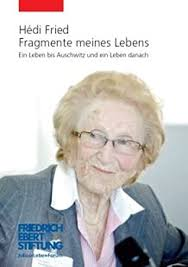 Hédi Fried
Fragmente meines Lebens
Ein Leben bis Auschwitz und ein Leben danach
FRIEDRICH
EBERT
STIFTUNG